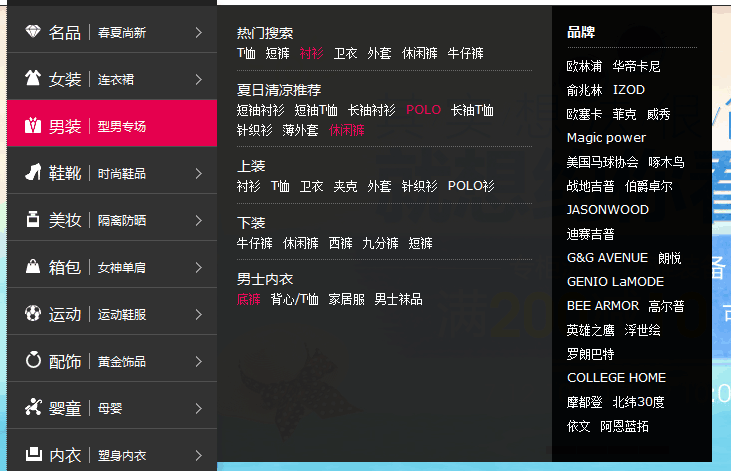 名品 春夏尚新
女装 连衣裙
男装 型男专场
鞋靴 时尚鞋品
美妆 隔离防晒
箱包 女神单肩
运动 运动鞋服
配饰 黄金饰品
婴童 母婴
内衣 塑身内衣
热门搜索
T恤 短裤 衬衫 卫衣 外套 休闲裤 牛仔裤
夏日清凉推荐
短袖衬衫 短袖T恤 长袖衬衫 POLO 长袖T恤
针织衫 薄外套 休闲裤
上装
衬衫 T恤 卫衣 夹克 外套 针织衫 POLO衫
下装
牛仔裤 休闲裤 西裤 九分裤 短裤
男士内衣
底裤 背心/T恤 家居服 男士袜品
品牌
欧林浦 华帝卡尼
俞兆林 IZOD
欧塞卡 菲克 威秀
Magic power
美国马球协会 啄木鸟
战地吉普 伯爵卓尔
JASONWOOD
迪赛吉普
G&G AVENUE 朗悦
GENIO LaMODE
BEE ARMOR 高尔普
英雄之鹰 浮世绘
罗朗巴特
COLLEGE HOME
摩都登 北纬30度
依文 阿恩蓝拓
备